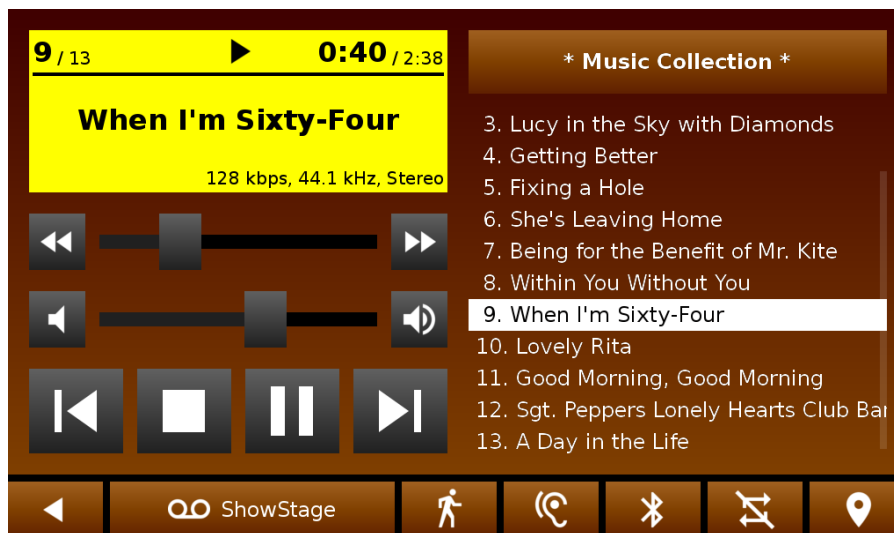 9 / 13 0:40 / 2:38
When I'm Sixty-Four
128 kbps, 44.1 kHz, Stereo
* Music Collection *
3. Lucy in the Sky with Diamonds
4. Getting Better
5. Fixing a Hole
6. She's Leaving Home
7. Being for the Benefit of Mr. Kite
8. Within You Without You
9. When I'm Sixty-Four
10. Lovely Rita
11. Good Morning, Good Morning
12. Sgt. Peppers Lonely Hearts Club Bar
13. A Day in the Life
ShowStage